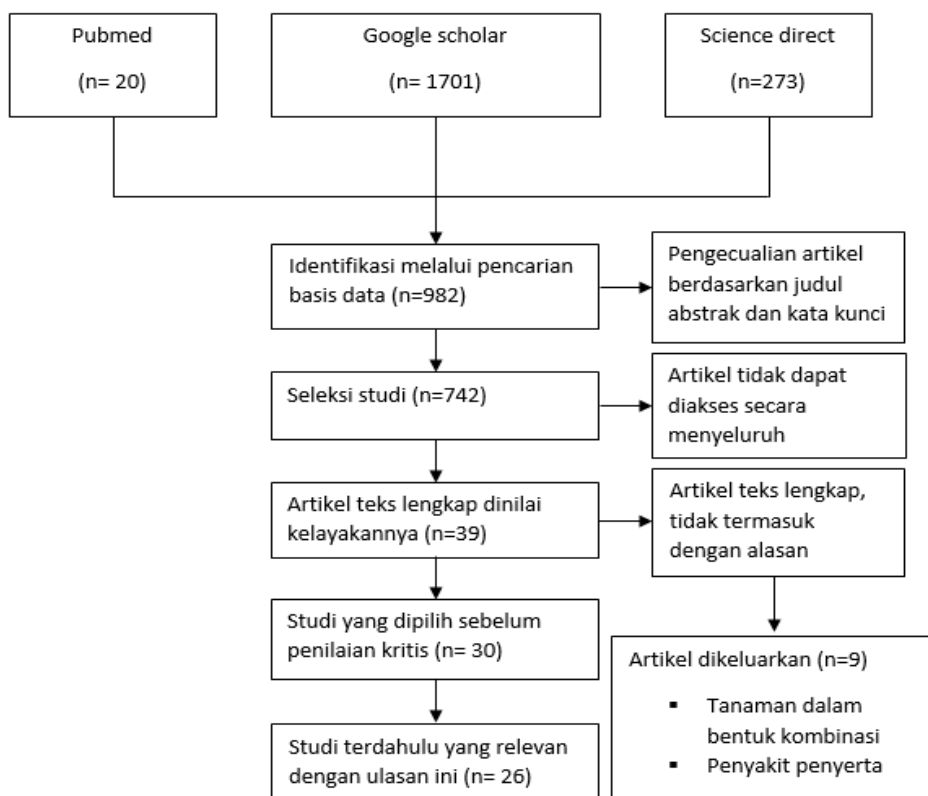 Pubmed
(n= 20)
Google scholar
(n= 1701)
Science direct
(n=273)
Identifikasi melalui pencarian
basis data (n=982)
Pengecualian artikel
berdasarkan judul
abstrak dan kata kunci
Seleksi studi (n=742)
Artikel tidak dapat
diakses secara
menyeluruh
Artikel teks lengkap dinilai
kelayakannya (n=39)
Artikel teks lengkap,
tidak termasuk
dengan alasan
Studi yang dipilih sebelum
penilaian kritis (n= 30)
Artikel dikeluarkan (n=9)
▪ Tanaman dalam
bentuk kombinasi
▪ Penyakit penyerta
Studi terdahulu yang relevan
dengan ulasan ini (n= 26)